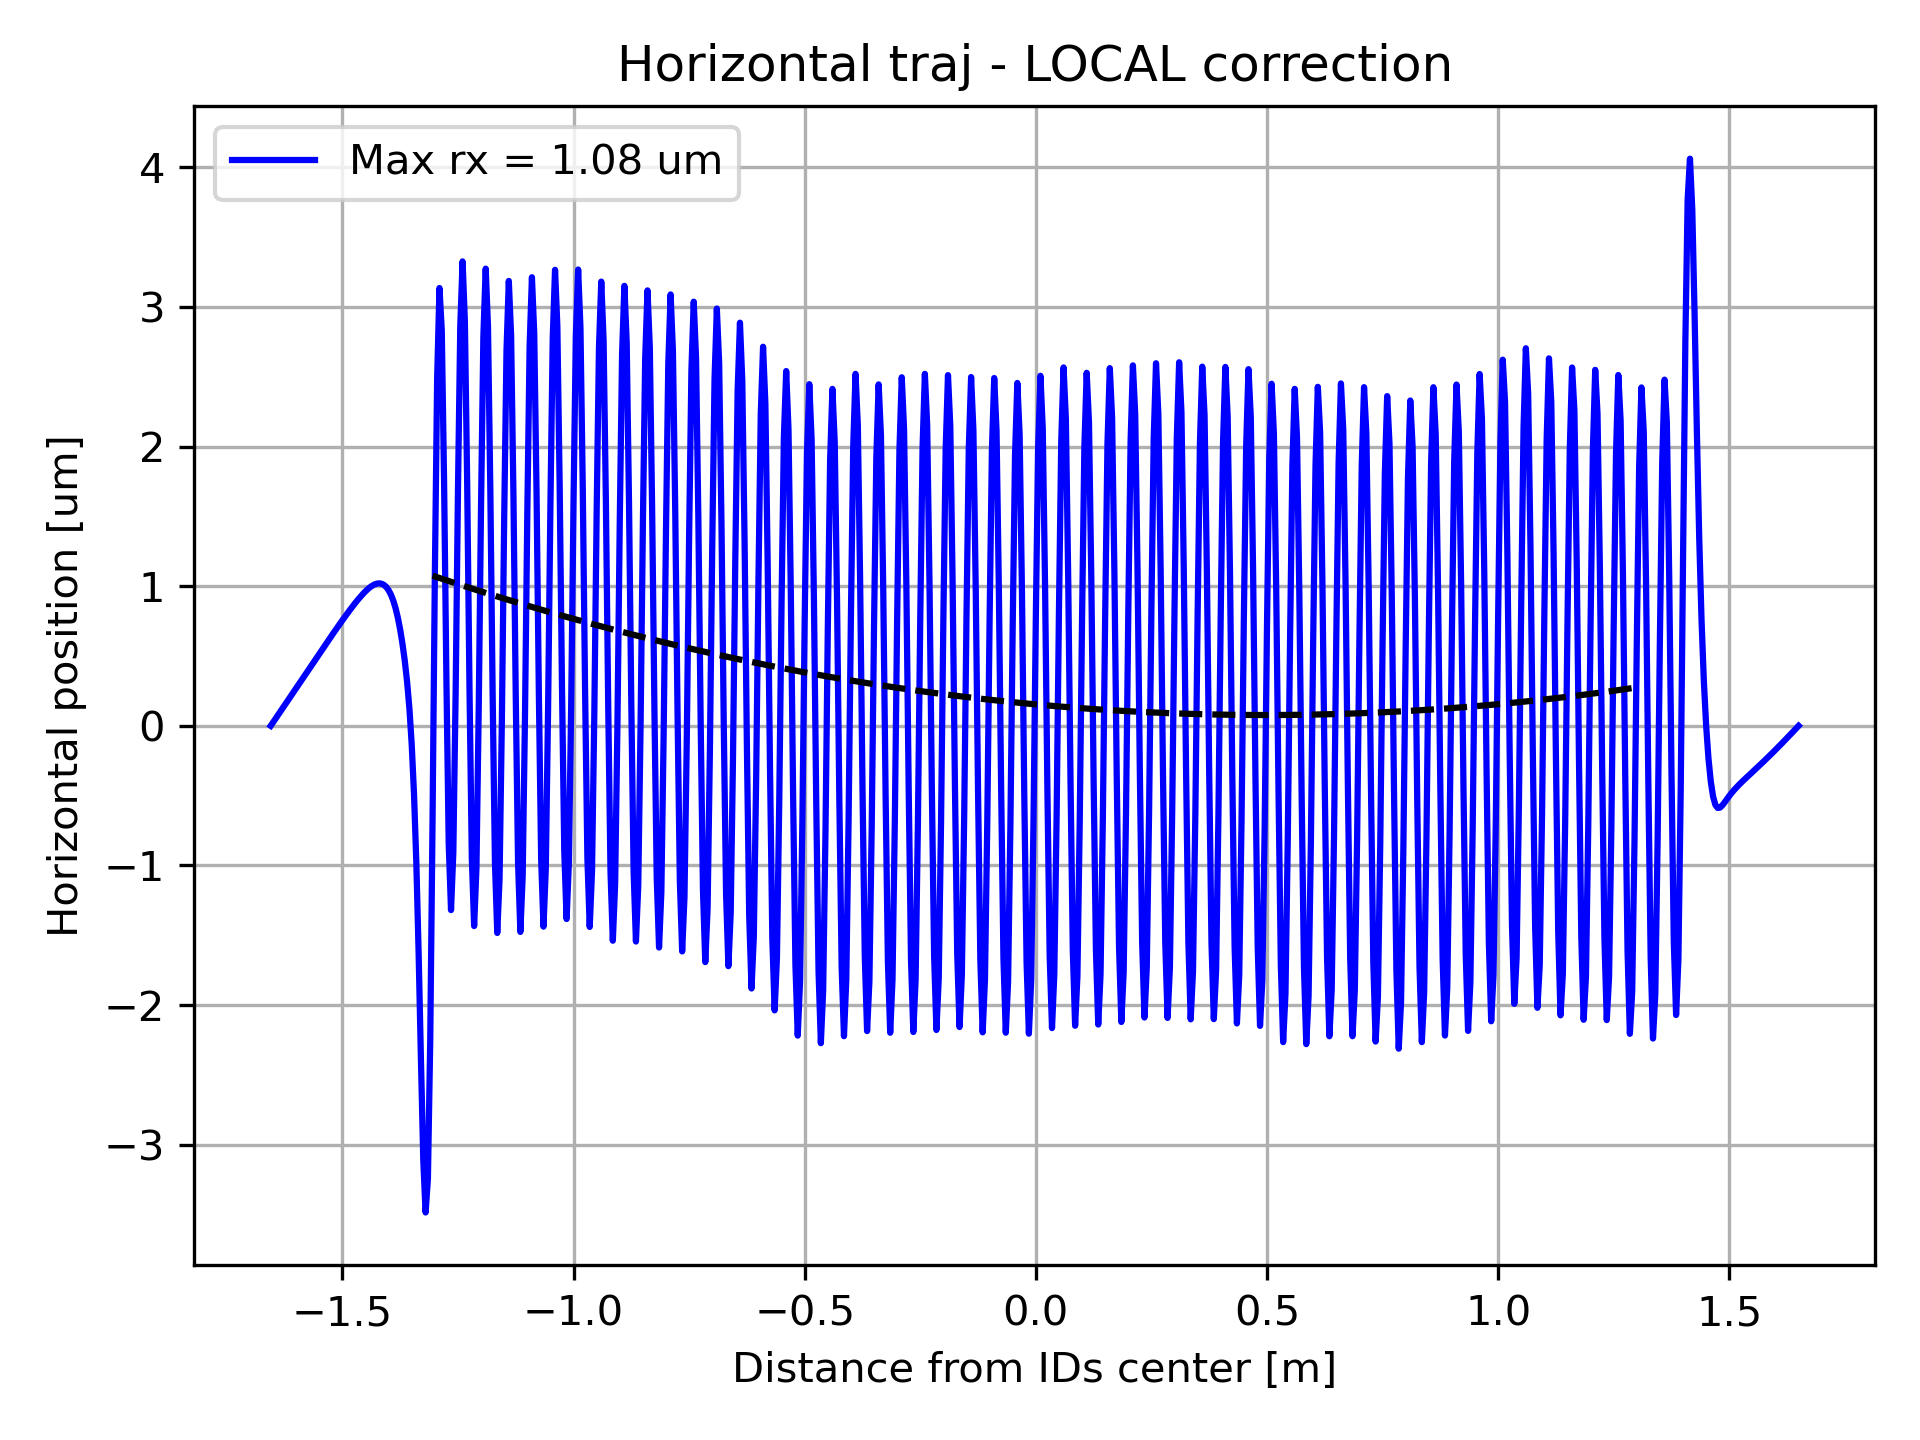 Horizontal traj - LOCAL correction
Max rx = 1.08 um
4
3
2
1
0
−1
−2
−3
Horizontal position [um]
−1.5 −1.0 −0.5 0.0 0.5 1.0 1.5
Distance from IDs center [m]